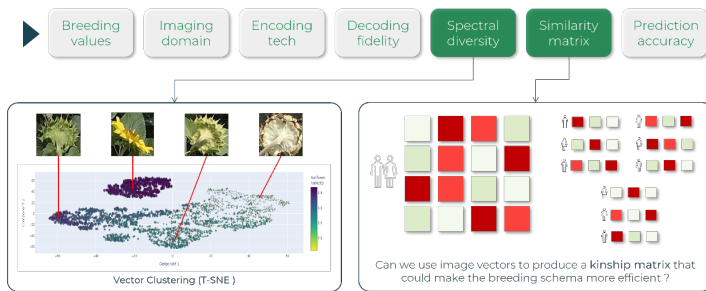 Breeding
values
Imaging
domain
Encoding
tech
Decoding
fidelity
Spectral
diversity
Similarity
matrix
Prediction
accuracy
Vector Clustering (T-SNE )
Can we use image vectors to produce a kinship matrix that
could make the breeding schema more efficient ?